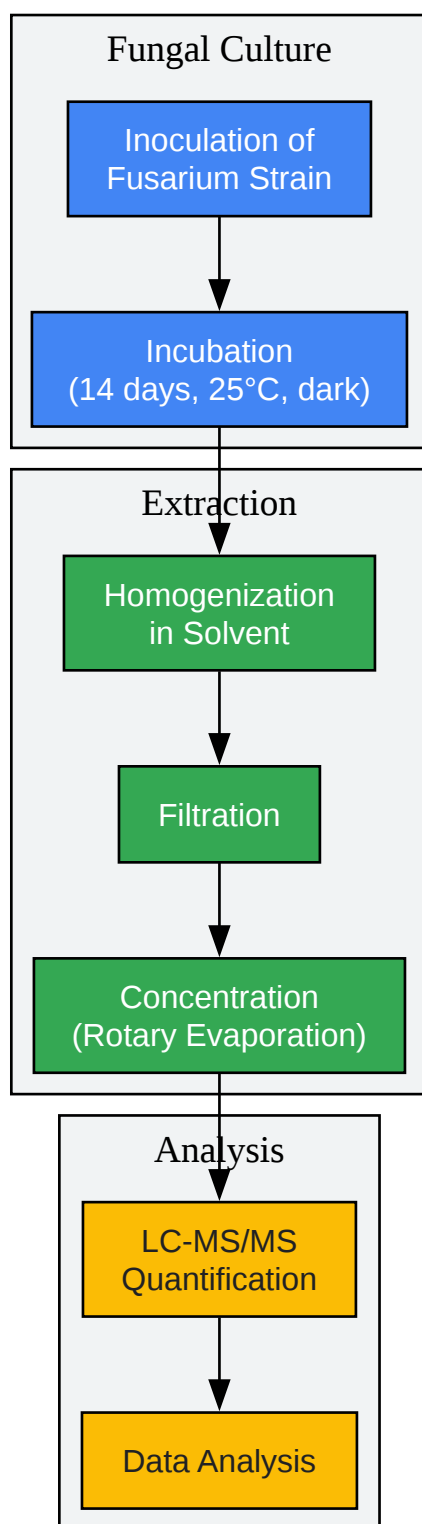 Fungal Culture
Inoculation of
Fusarium Strain
Incubation
(14 days, 25°C, dark)
Extraction
Homogenization
in Solvent
Filtration
Concentration
(Rotary Evaporation)
Analysis
LC-MS/MS
Quantification
Data Analysis